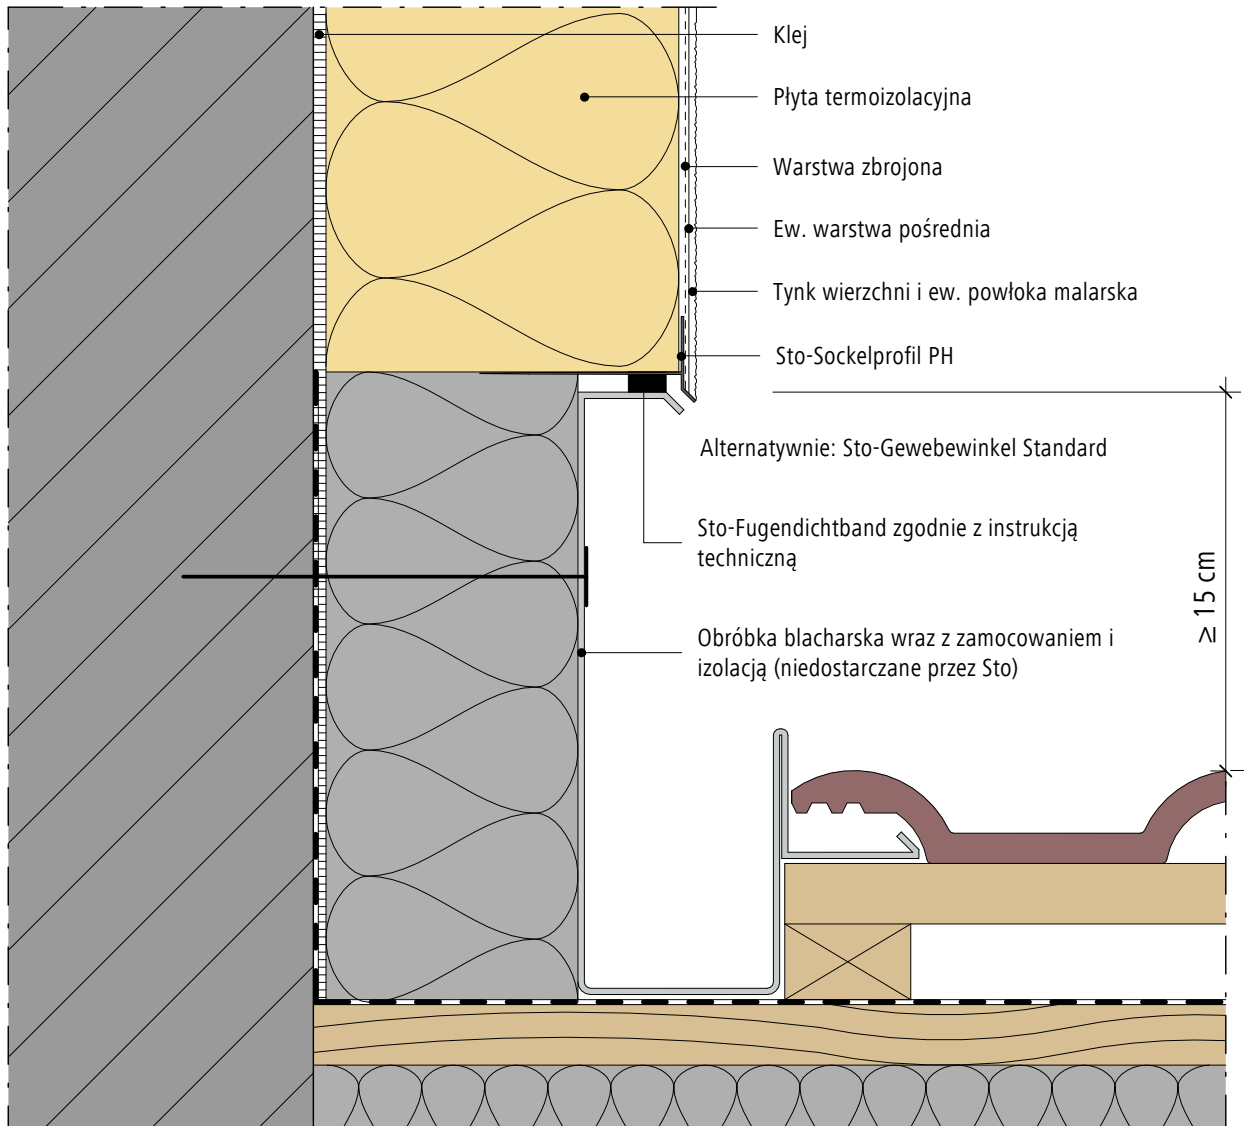 Klej
Płyta termoizolacyjna
Warstwa zbrojona
Ew. warstwa pośrednia
Tynk wierzchni i ew. powłoka malarska
Sto-Sockelprofil PH
Alternatywnie: Sto-Gewebewinkel Standard
Sto-Fugendichtband zgodnie z instrukcją
techniczną
≥ 15 cm
Obróbka blacharska wraz z zamocowaniem i
izolacją (niedostarczane przez Sto)